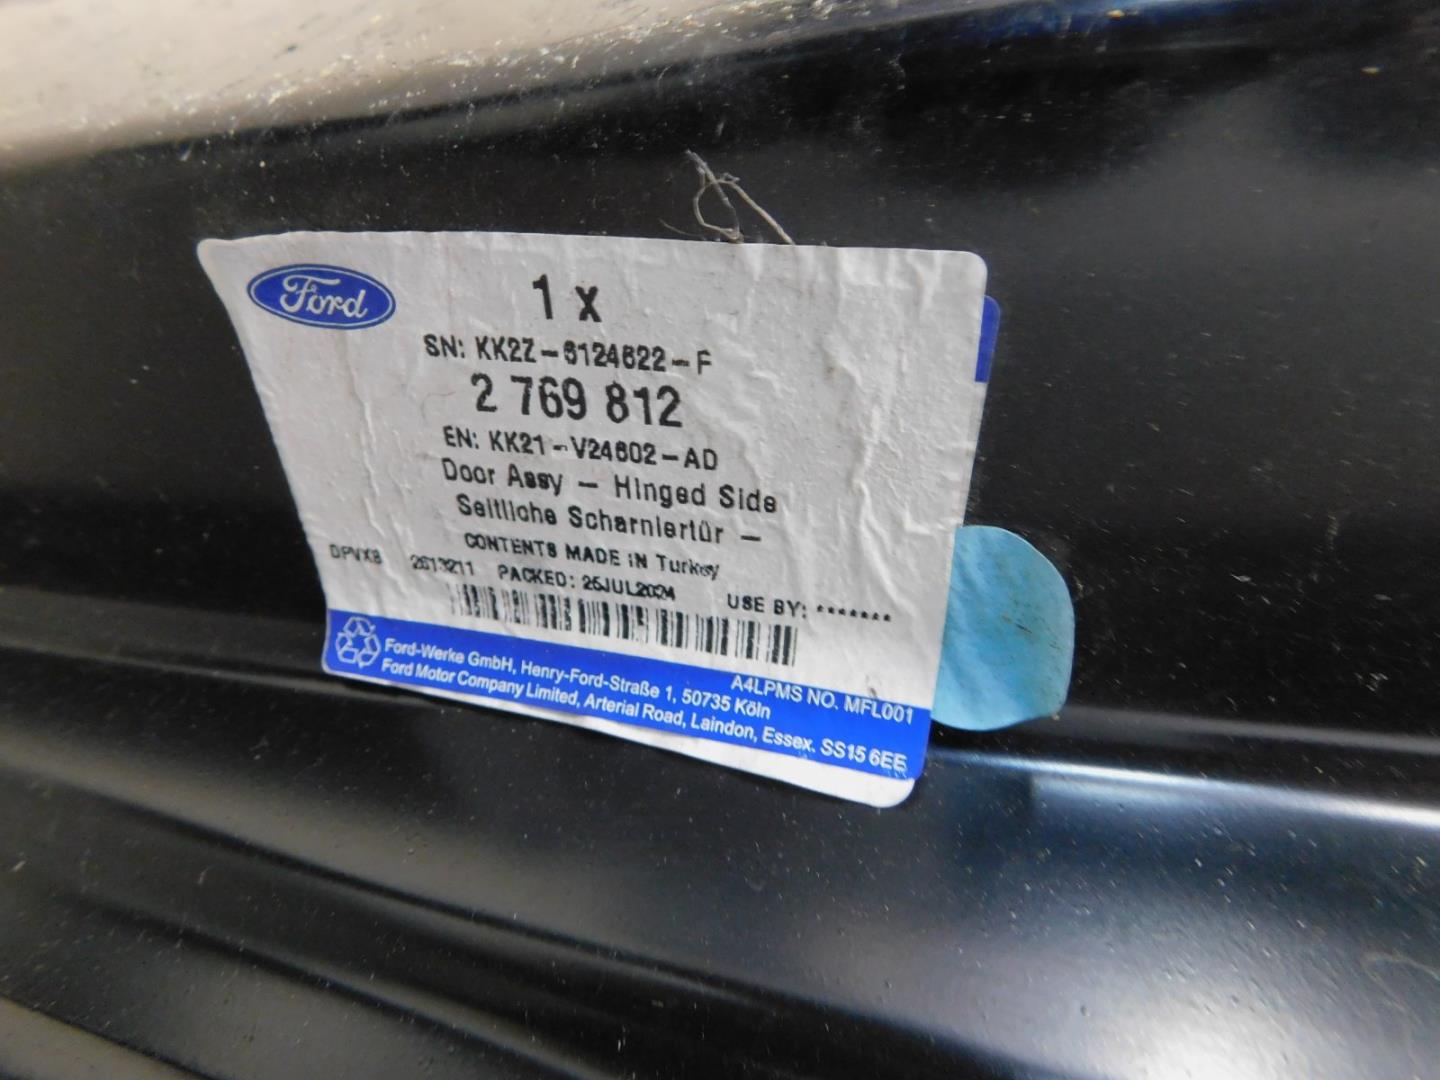 Ford
1 x
SN: KK2Z-6124622-F
2 769 812
EN: KK21-V24602-AD
Door Assy - Hinged Side
Seitliche Scharniertür -
CONTENTS MADE IN Turkey
DPVX8 2613211 PACKED: 25JUL2024 USE BY: *******
A4LPMS NO. MFL001
Ford-Werke GmbH, Henry-Ford-Straße 1, 50735 Köln
Ford Motor Company Limited, Arterial Road, Laindon, Essex. SS15 6EE